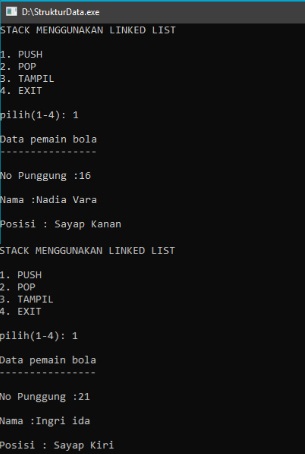 D:\StrukturData.exe
STACK MENGGUNAKAN LINKED LIST
1. PUSH
2. POP
3. TAMPIL
4. EXIT
pilih(1-4): 1
Data pemain bola
----------------
No Punggung :16
Nama :Nadia Vara
Posisi : Sayap Kanan
STACK MENGGUNAKAN LINKED LIST
1. PUSH
2. POP
3. TAMPIL
4. EXIT
pilih(1-4): 1
Data pemain bola
----------------
No Punggung :21
Nama :Ingri ida
Posisi : Sayap Kiri